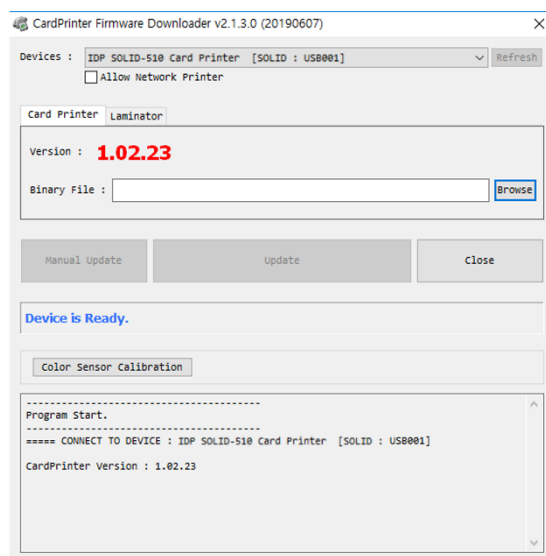 CardPrinter Firmware Downloader v2.1.3.0 (20190607)
Devices : IDP SOLID-510 Card Printer [SOLID : USB001] Refresh
Allow Network Printer
Card Printer Laminator
Version : 1.02.23
Binary File : Browse
Manual Update Update Close
Device is Ready.
Color Sensor Calibration
---------------------------------------
Program Start.
---------------------------------------
===== CONNECT TO DEVICE : IDP SOLID-510 Card Printer [SOLID : USB001]
CardPrinter Version : 1.02.23